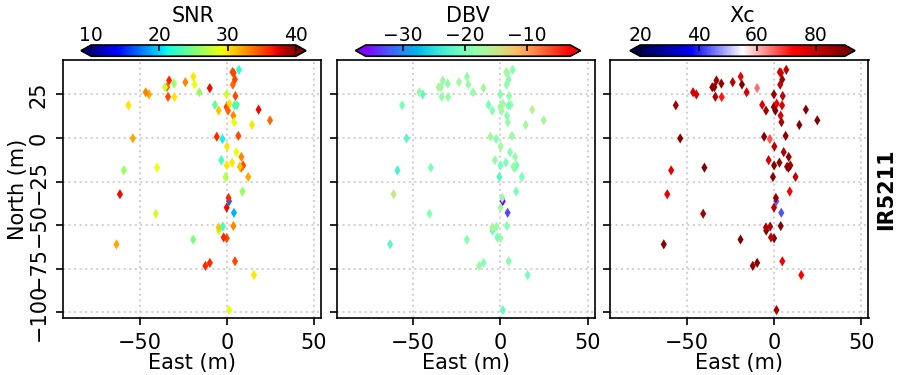 SNR DBV Xc
10 20 30 40 −30 −20 −10 20 40 60 80
25
0
−25
−50
−75
−100
North (m)
IR5211
−50 0 50 −50 0 50 −50 0 50
East (m) East (m) East (m)